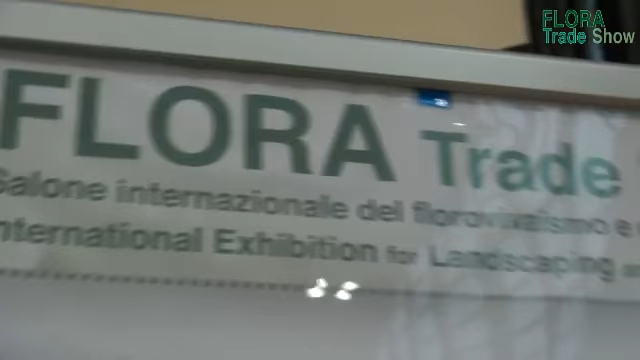 FLORA
Trade Show
FLORA Trade
Salone internazionale del florovivaismo e
International Exhibition for Landscaping